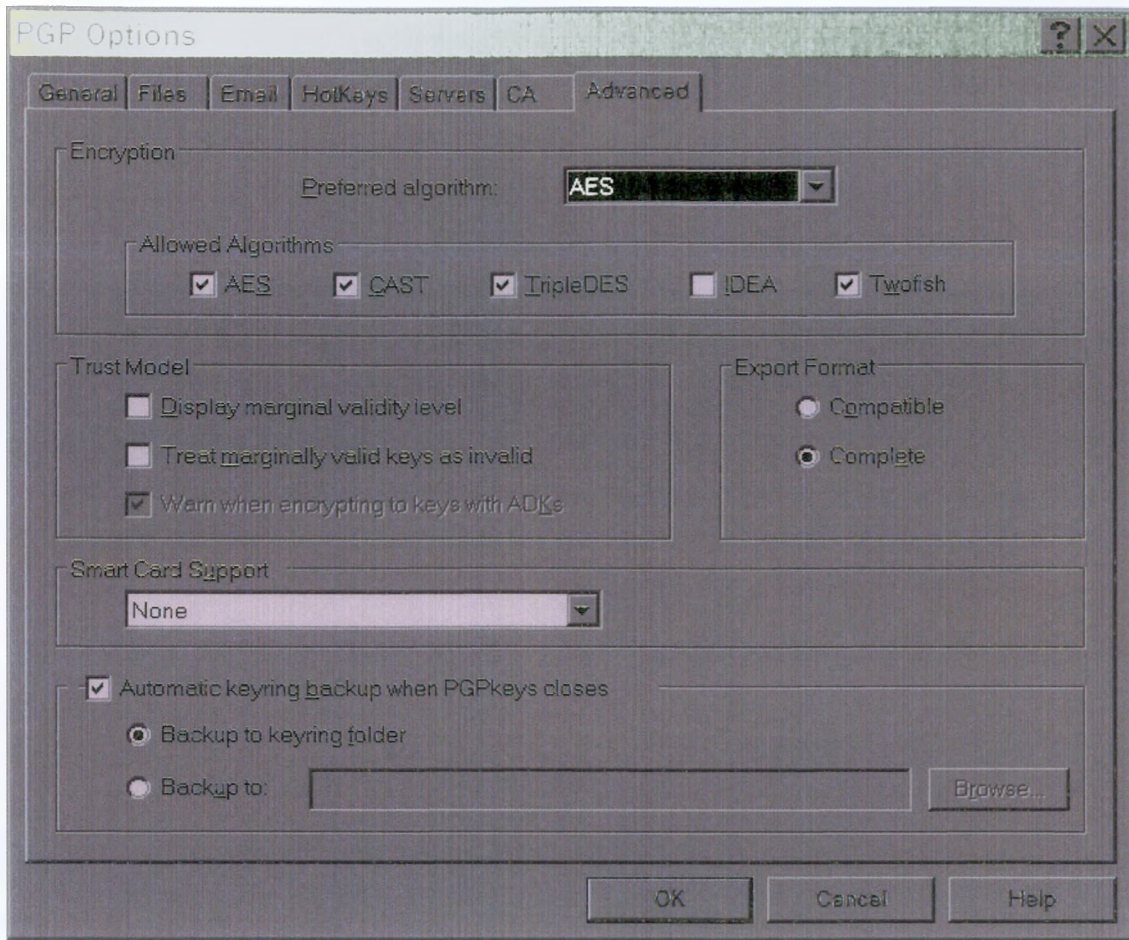 PGP Options
General Files Email HotKeys Servers CA Advanced
Encryption
Preferred algorithm: AES
Allowed Algorithms
AES CAST TripleDES IDEA Twofish
Trust Model
Display marginal validity level
Treat marginally valid keys as invalid
Warn when encrypting to keys with ADKs
Export Format
Compatible
Complete
Smart Card Support
None
Automatic keyring backup when PGPkeys closes
Backup to keyring folder
Backup to: Browse...
OK Cancel Help